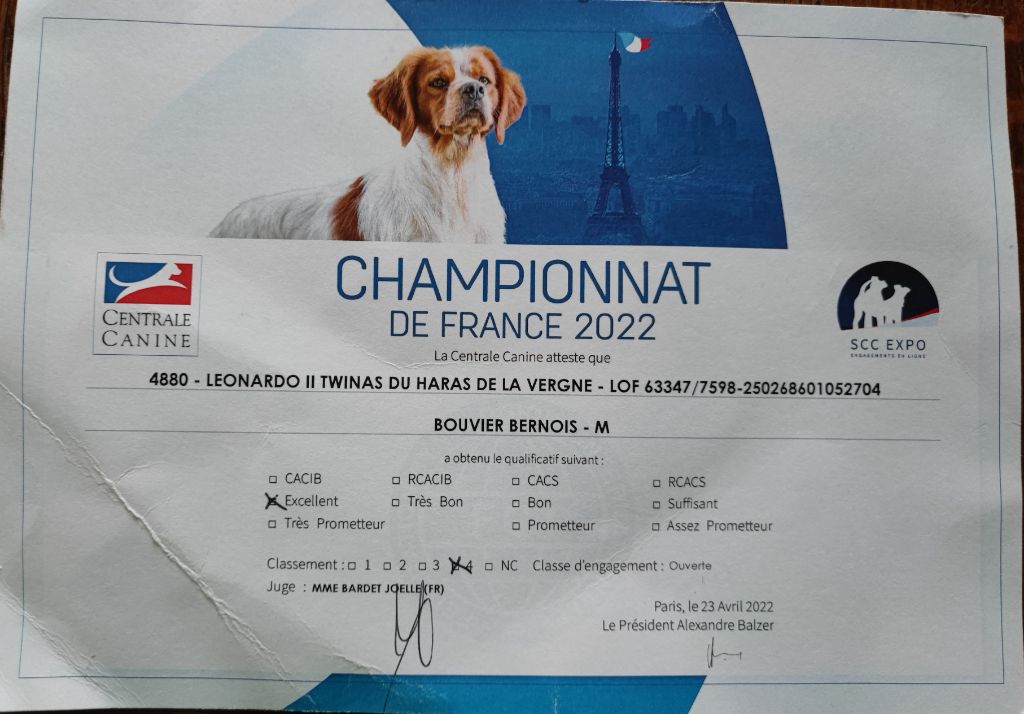 CHAMPIONNAT
DE FRANCE 2022
CENTRALE
CANINE
SCC EXPO
ENGAGEMENTS EN LIGNE
La Centrale Canine atteste que
4880 - LEONARDO II TWINAS DU HARAS DE LA VERGNE - LOF 63347/7598-250268601052704
BOUVIER BERNOIS - M
a obtenu le qualificatif suivant :
□ CACIB □ RCACIB □ CACS □ RCACS
☒ Excellent □ Très Bon □ Bon □ Suffisant
□ Très Prometteur □ Prometteur □ Assez Prometteur
Classement : □ 1 □ 2 □ 3 ☒ 4 □ NC Classe d'engagement : Ouverte
Juge : MME BARDET JOELLE (FR)
Paris, le 23 Avril 2022
Le Président Alexandre Balzer